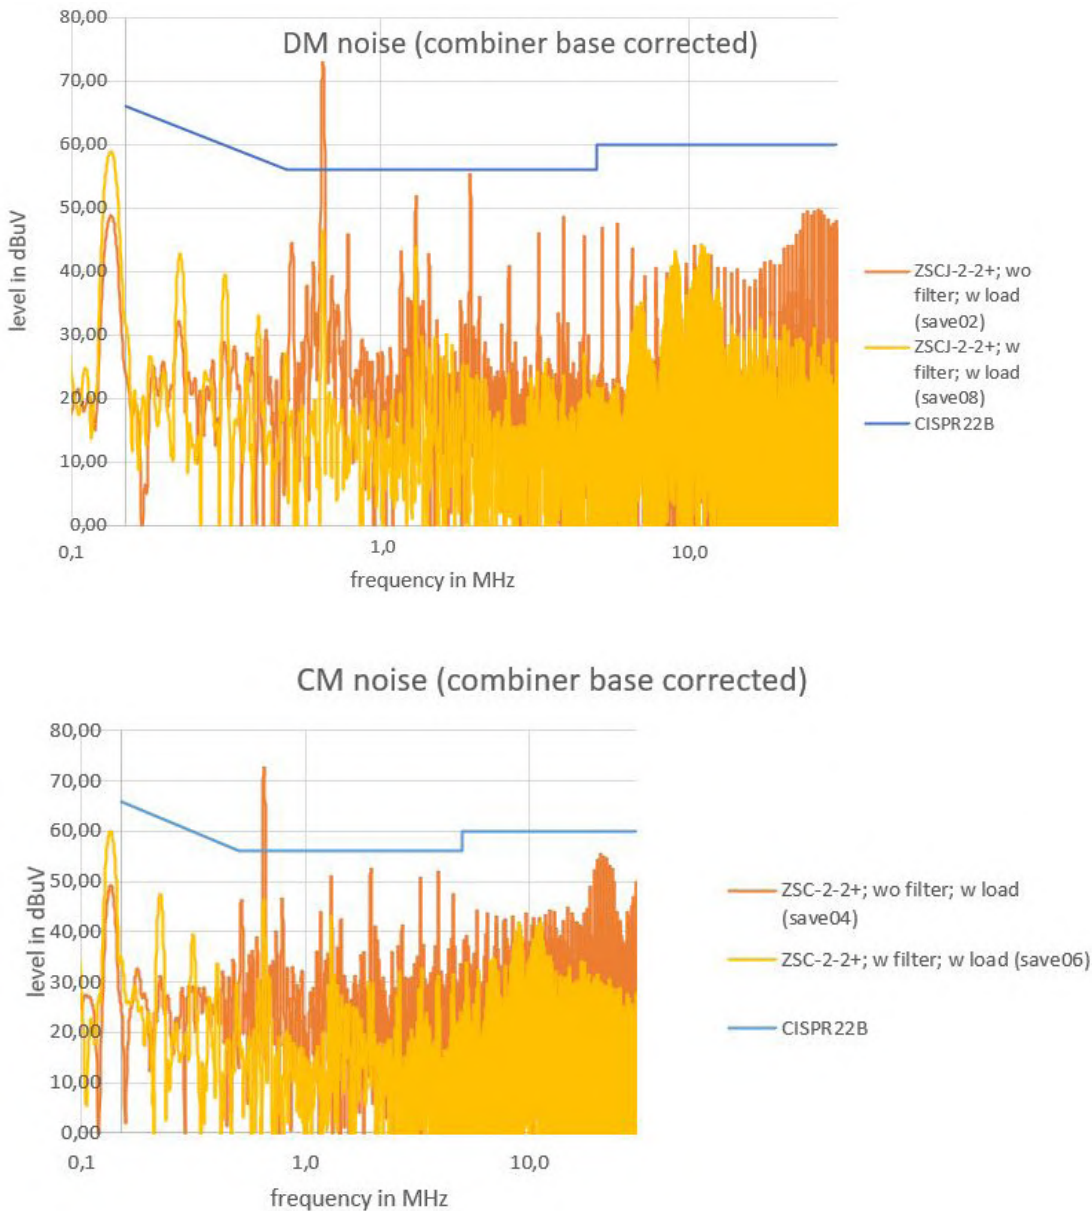 DM noise (combiner base corrected)
80,00
70,00
60,00
50,00
40,00
30,00
20,00
10,00
0,00
level in dBuV
0,1
1,0
10,0
frequency in MHz
ZSCJ-2-2+; wo
filter; w load
(save02)
ZSCJ-2-2+; w
filter; w load
(save08)
CISPR22B
CM noise (combiner base corrected)
80,00
70,00
60,00
50,00
40,00
30,00
20,00
10,00
0,00
level in dBuV
0,1
1,0
10,0
frequency in MHz
ZSC-2-2+; wo filter; w load
(save04)
ZSC-2-2+; w filter; w load (save06)
CISPR22B